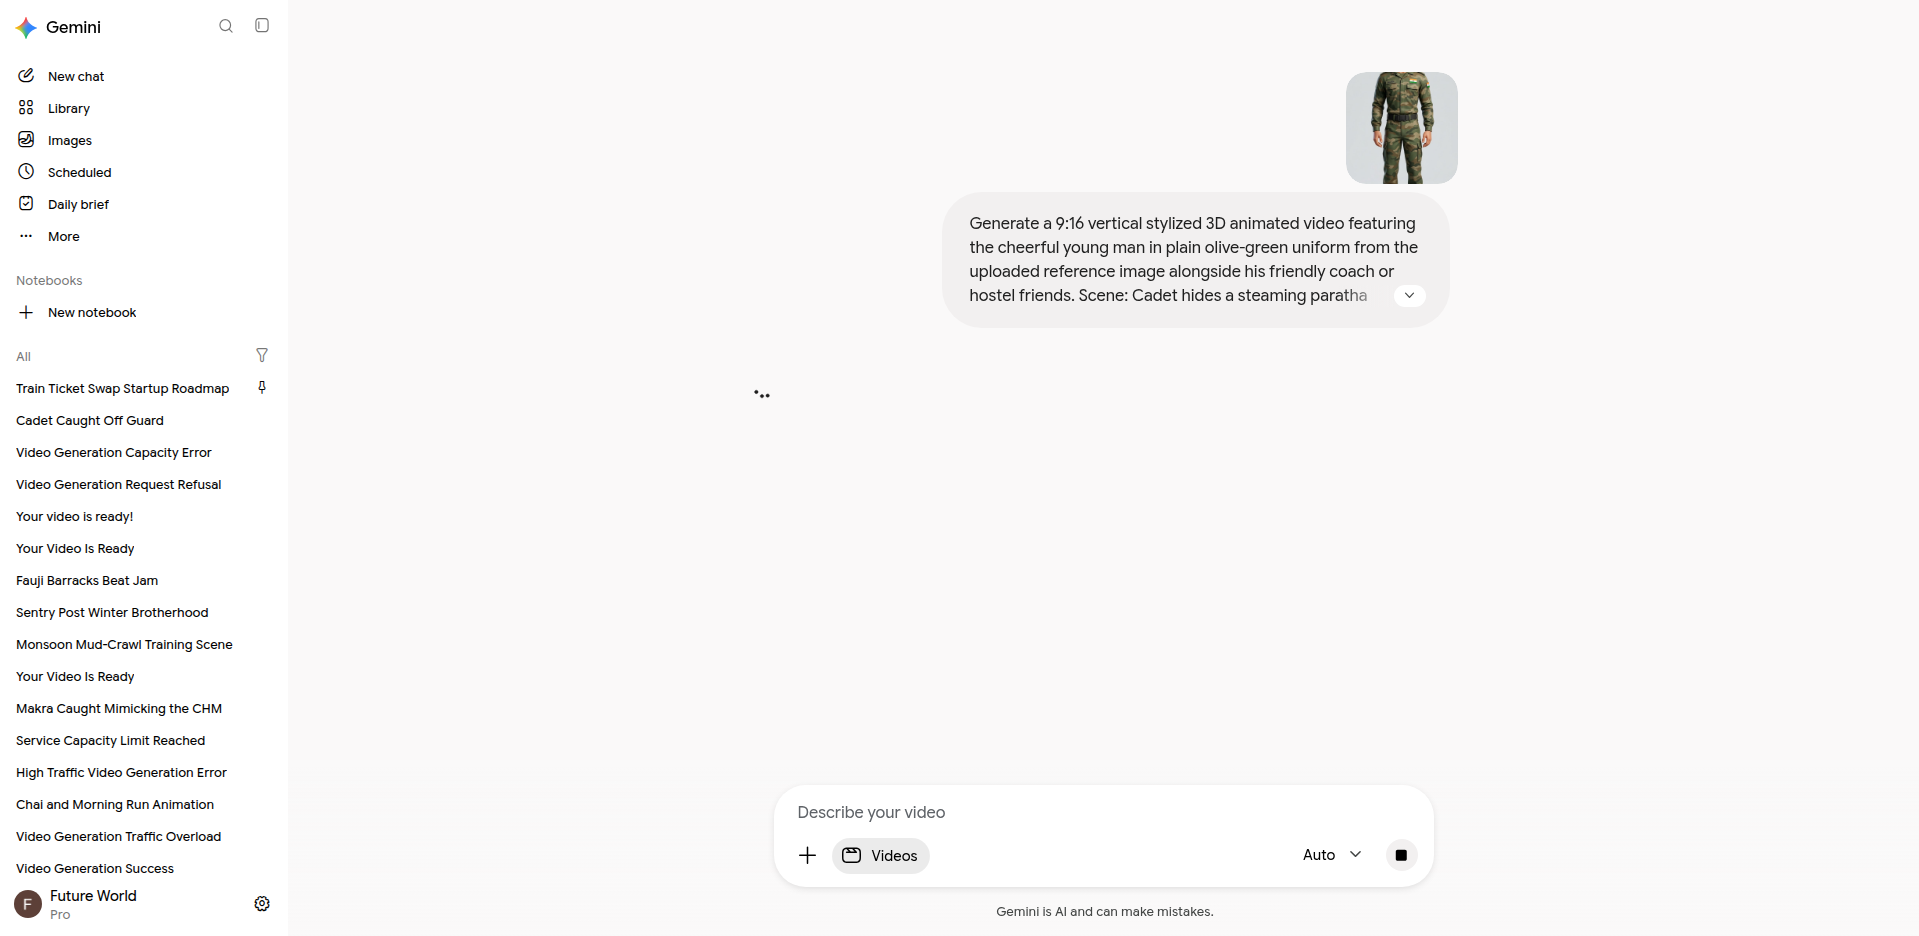 Gemini
New chat
Library
Images
Scheduled
Daily brief
More
Notebooks
New notebook
All
Train Ticket Swap Startup Roadmap
Cadet Caught Off Guard
Video Generation Capacity Error
Video Generation Request Refusal
Your video is ready!
Your Video Is Ready
Fauji Barracks Beat Jam
Sentry Post Winter Brotherhood
Monsoon Mud-Crawl Training Scene
Your Video Is Ready
Makra Caught Mimicking the CHM
Service Capacity Limit Reached
High Traffic Video Generation Error
Chai and Morning Run Animation
Video Generation Traffic Overload
Video Generation Success
F
Future World
Pro
Generate a 9:16 vertical stylized 3D animated video featuring
the cheerful young man in plain olive-green uniform from the
uploaded reference image alongside his friendly coach or
hostel friends. Scene: Cadet hides a steaming paratha
Describe your video
Videos
Auto
Gemini is AI and can make mistakes.